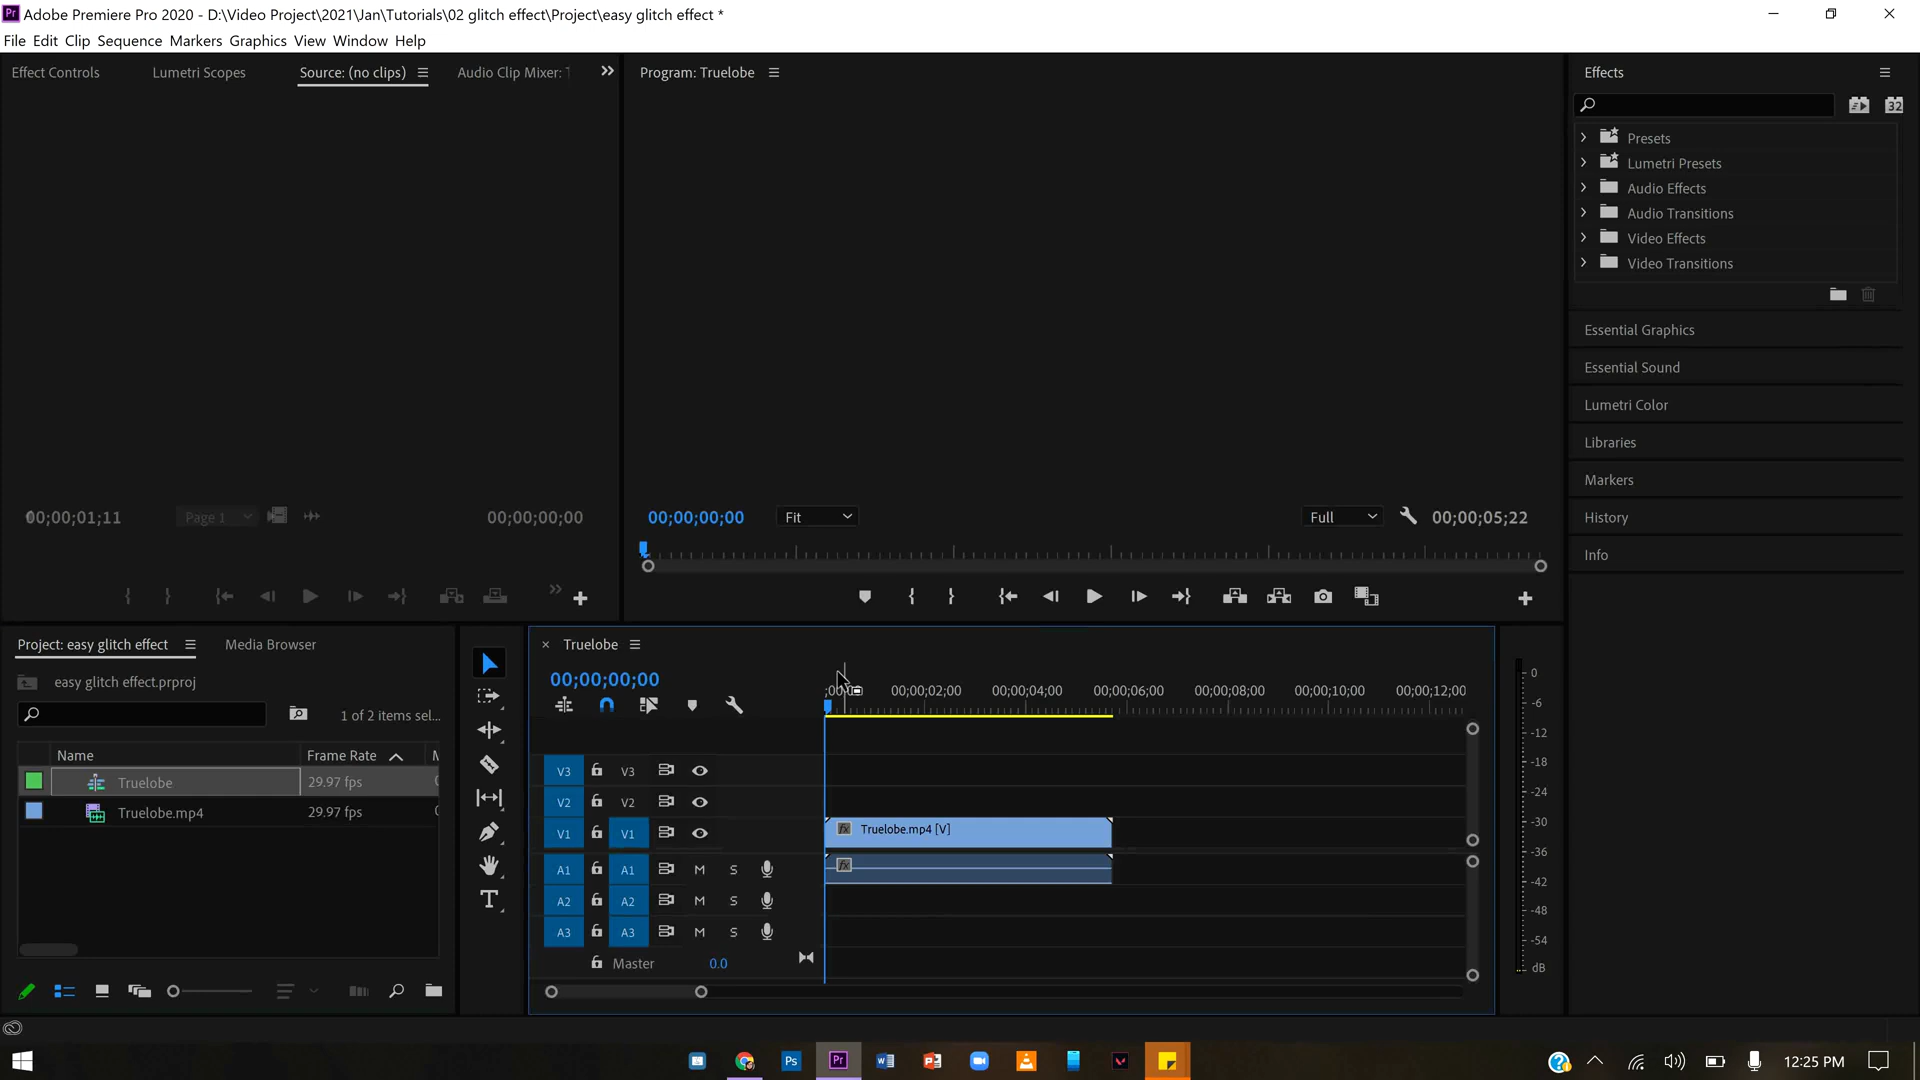 Adobe Premiere Pro 2020 - D:\Video Project\2021\Jan\Tutorials\02 glitch effect\Project\easy glitch effect *
File Edit Clip Sequence Markers Graphics View Window Help
Effect Controls Lumetri Scopes Source: (no clips) Audio Clip Mixer:
Program: Truelobe
Effects
32
Presets
Lumetri Presets
Audio Effects
Audio Transitions
Video Effects
Video Transitions
Essential Graphics
Essential Sound
Lumetri Color
Libraries
Markers
History
Info
00;00;01;11 Page 1 00;00;00;00
00;00;00;00 Fit Full 00;00;05;22
Project: easy glitch effect Media Browser
easy glitch effect.prproj
1 of 2 items sel...
Name Frame Rate
Truelobe 29.97 fps
Truelobe.mp4 29.97 fps
Truelobe
00;00;00;00
00;00;02;00 00;00;04;00 00;00;06;00 00;00;08;00 00;00;10;00 00;00;12;00
V3 V3
V2 V2
V1 V1 fx Truelobe.mp4 [V]
A1 A1 M S fx
A2 A2 M S
A3 A3 M S
Master 0.0
0
-6
-12
-18
-24
-30
-36
-42
-48
-54
dB
Ps Pr 12:25 PM